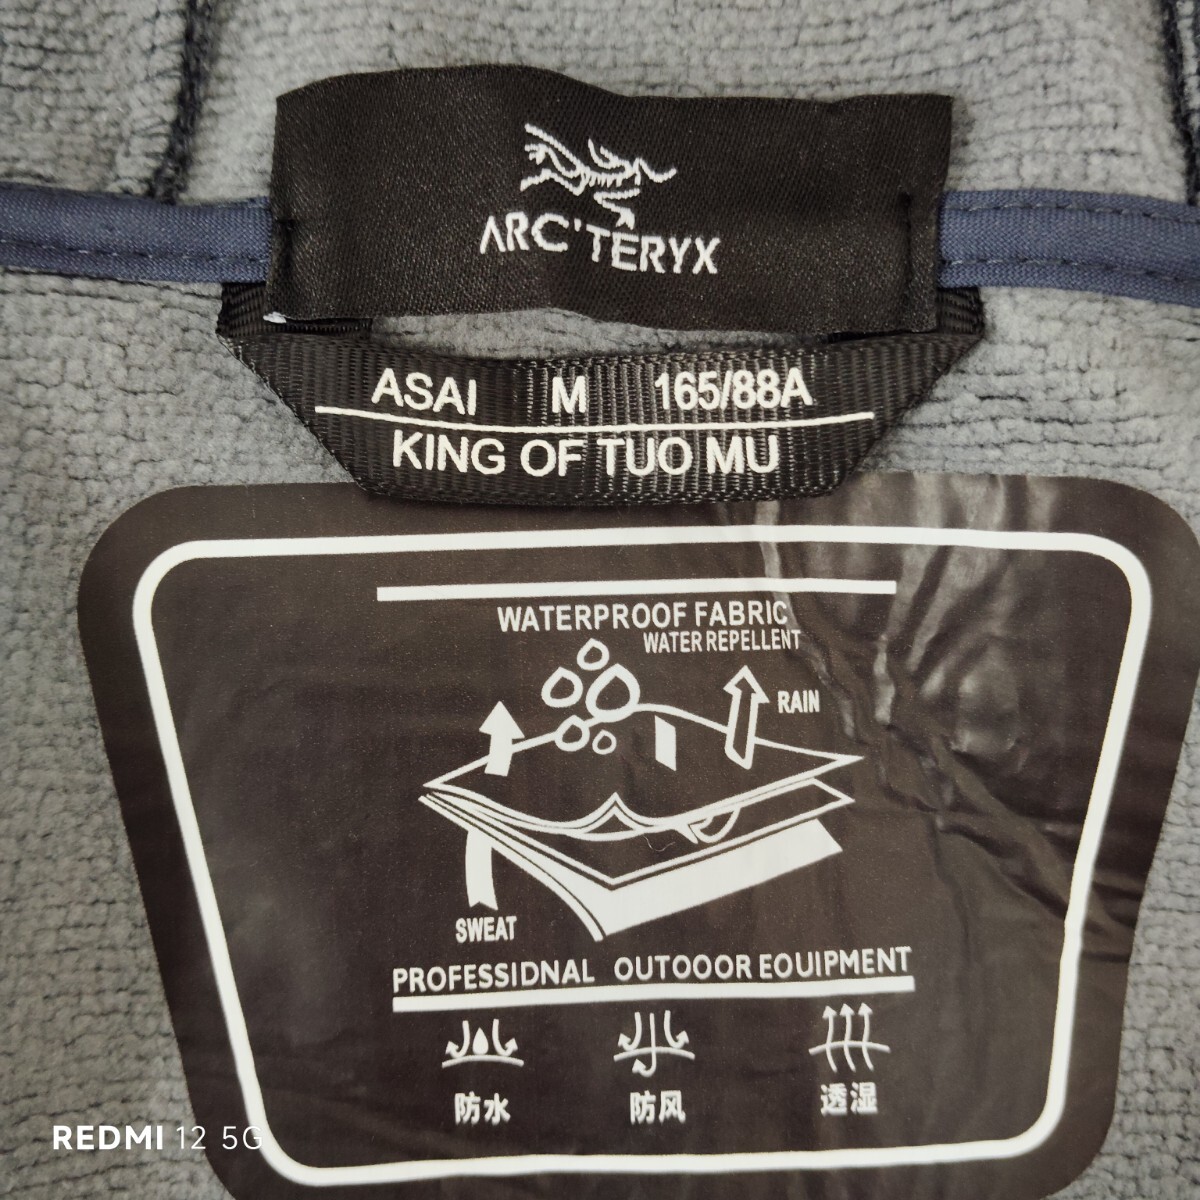 ARC'TERYX
ASAI M 165/88A
KING OF TUO MU
WATERPROOF FABRIC
WATER REPELLENT
RAIN
SWEAT
PROFESSIDNAL OUTOOOR EOUIPMENT
防水 防风 透湿
REDMI 12 5G